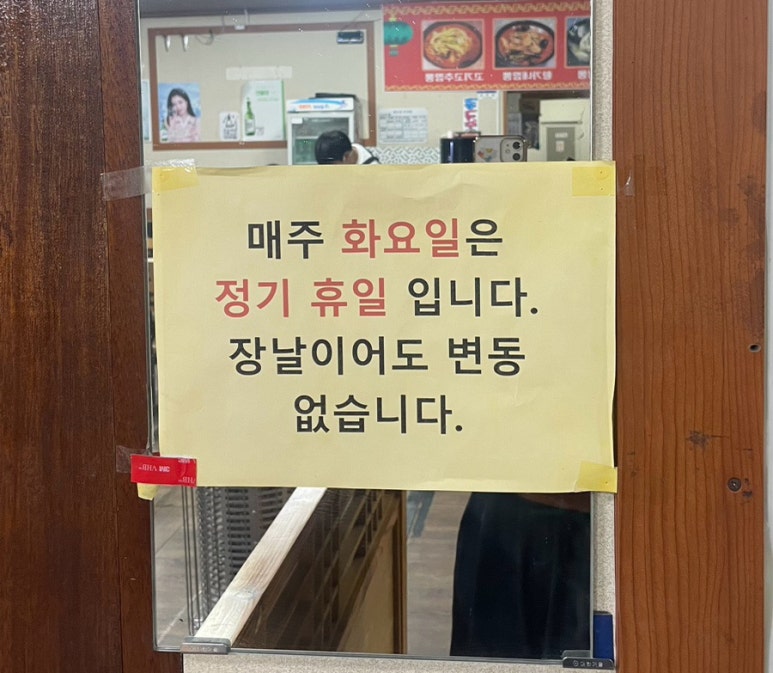 매주 화요일은
정기 휴일 입니다.
장날이어도 변동
없습니다.